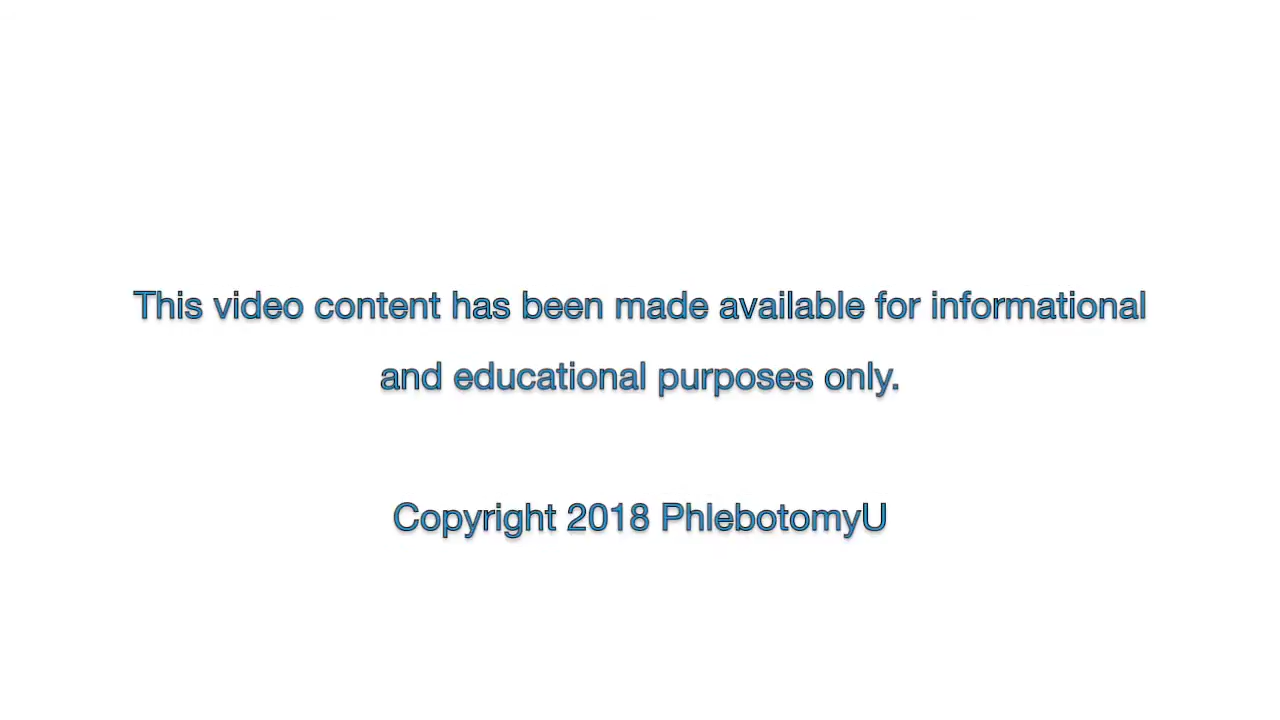 This video content has been made available for informational
and educational purposes only.
Copyright 2018 PhlebotomyU